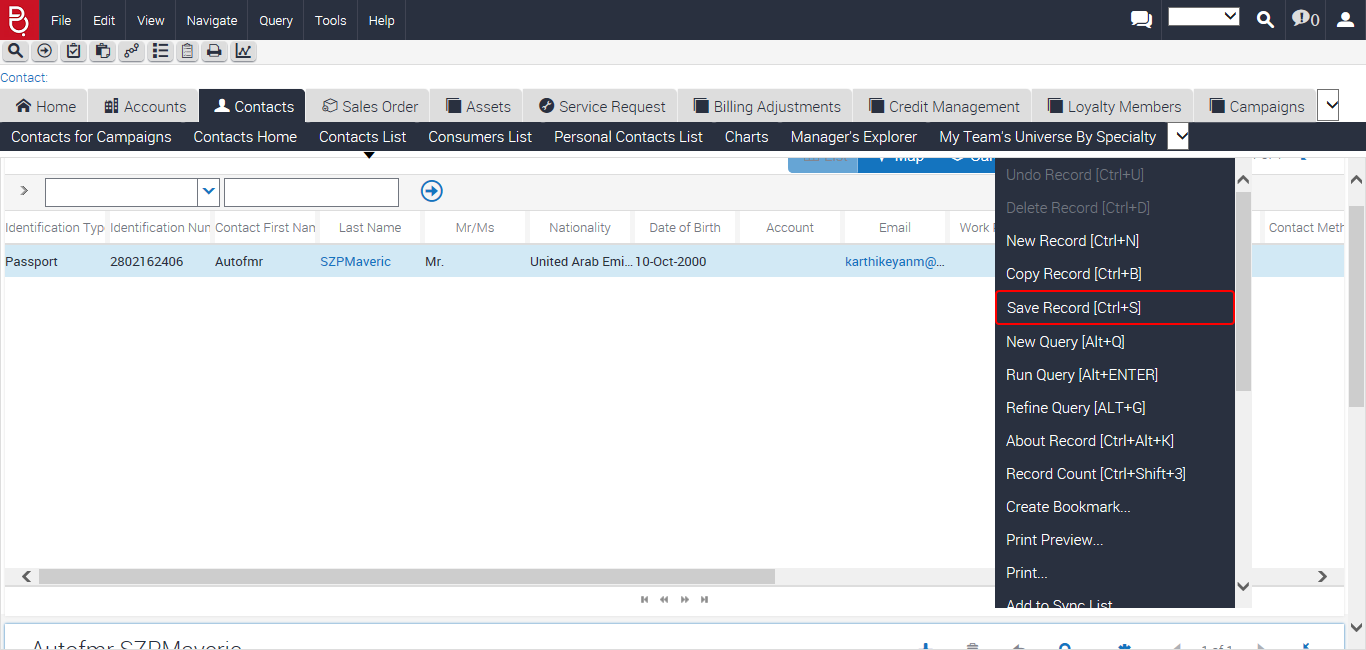 File Edit View Navigate Query Tools Help 0
Contact:
Home Accounts Contacts Sales Order Assets Service Request Billing Adjustments Credit Management Loyalty Members Campaigns
Contacts for Campaigns Contacts Home Contacts List Consumers List Personal Contacts List Charts Manager's Explorer My Team's Universe By Specialty
List Map
Identification Typ Identification Nun Contact First Nan Last Name Mr/Ms Nationality Date of Birth Account Email Work Contact Meth
Passport 2802162406 Autofmr SZPMaveric Mr. United Arab Emi... 10-Oct-2000 karthikeyanm@...
Undo Record [Ctrl+U]
Delete Record [Ctrl+D]
New Record [Ctrl+N]
Copy Record [Ctrl+B]
Save Record [Ctrl+S]
New Query [Alt+Q]
Run Query [Alt+ENTER]
Refine Query [ALT+G]
About Record [Ctrl+Alt+K]
Record Count [Ctrl+Shift+3]
Create Bookmark...
Print Preview...
Print...
Add to Sync List
Autofmr SZPMaveric 1 of 1